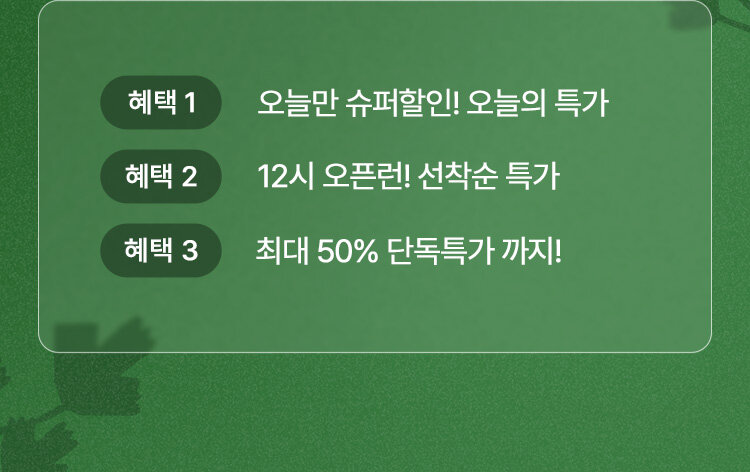 혜택 1 오늘만 슈퍼할인! 오늘의 특가
혜택 2 12시 오픈런! 선착순 특가
혜택 3 최대 50% 단독특가 까지!